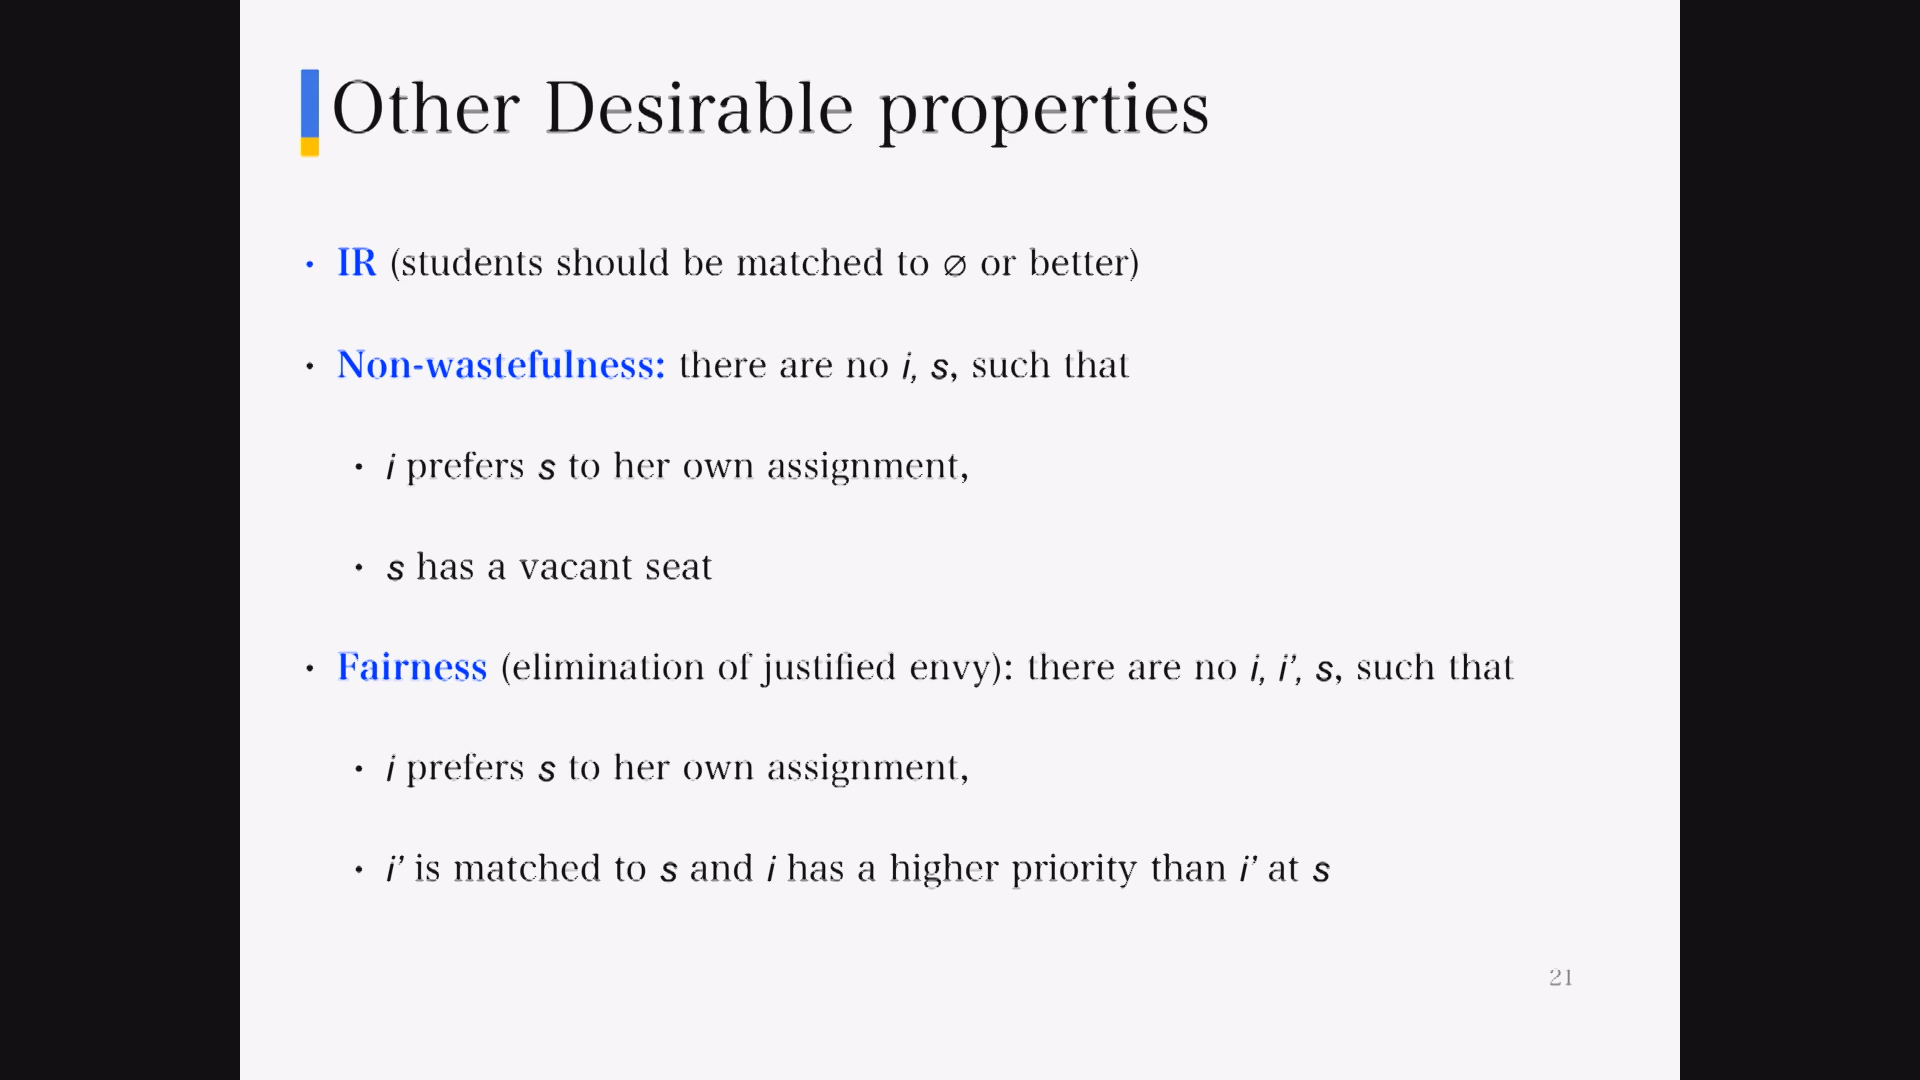 Other Desirable properties
• IR (students should be matched to ∅ or better)
• Non-wastefulness: there are no i, s, such that
• i prefers s to her own assignment,
• s has a vacant seat
• Fairness (elimination of justified envy): there are no i, i’, s, such that
• i prefers s to her own assignment,
• i’ is matched to s and i has a higher priority than i’ at s
21